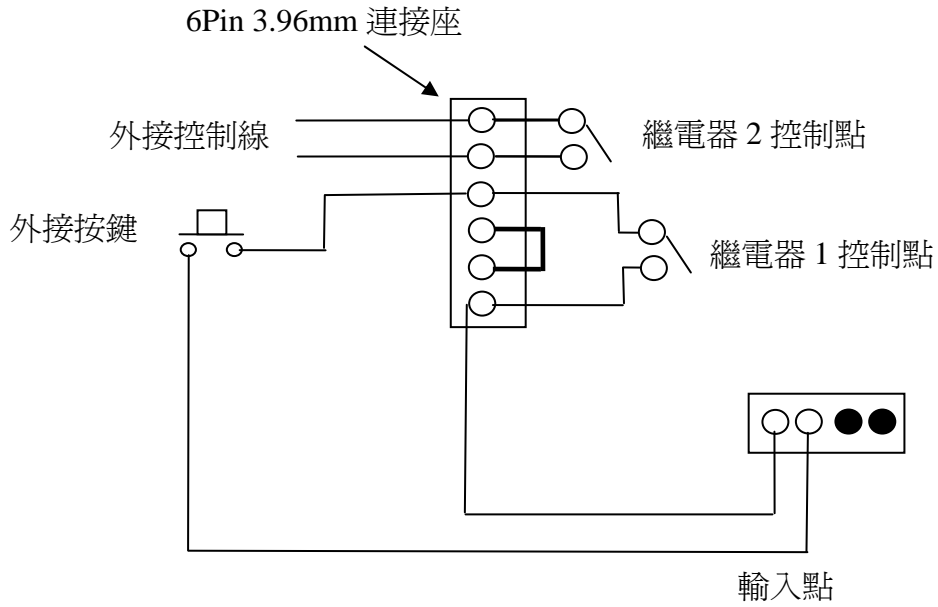 6Pin 3.96mm 連接座
外接控制線
繼電器 2 控制點
外接按鍵
繼電器 1 控制點
輸入點